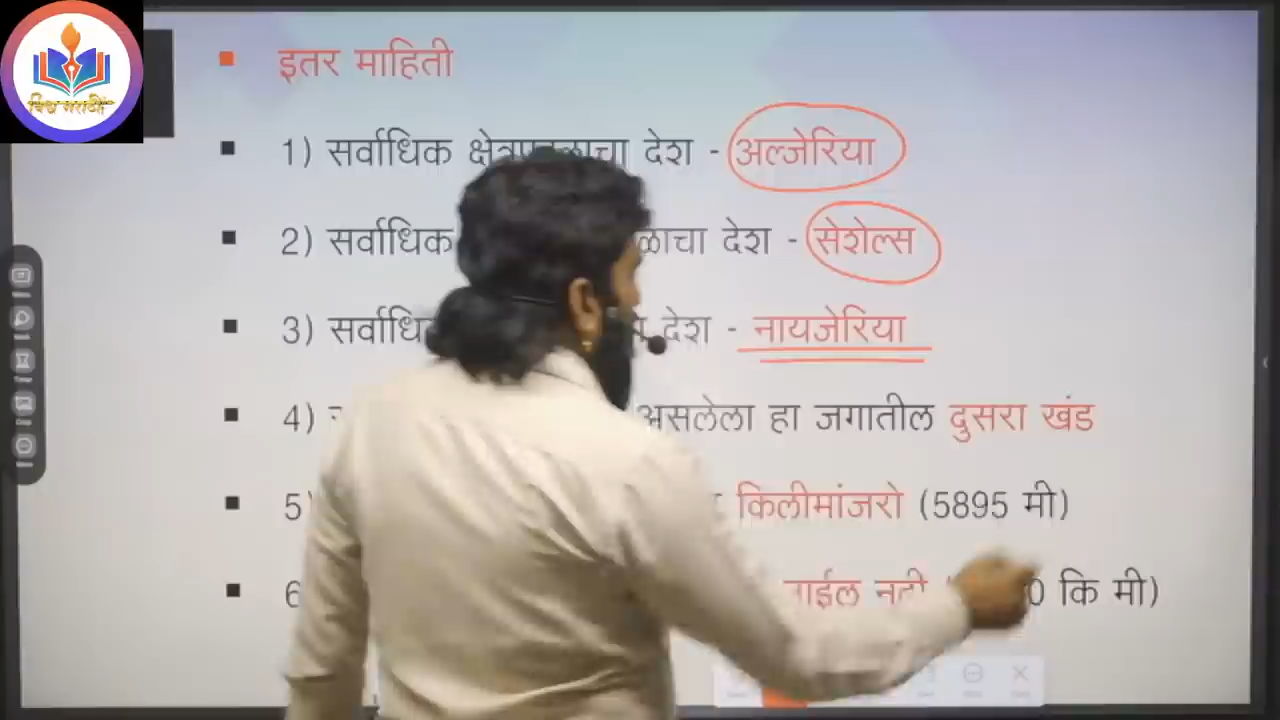 विश्व मराठी
इतर माहिती
1) सर्वाधिक क्षेत्रफळाचा देश - अल्जेरिया
2) सर्वाधिक ळाचा देश - सेशेल्स
3) देश - नायजेरिया
4) असलेला हा जगातील दुसरा खंड
5) किलीमांजरो (5895 मी)
6 नाईल नदी कि मी)